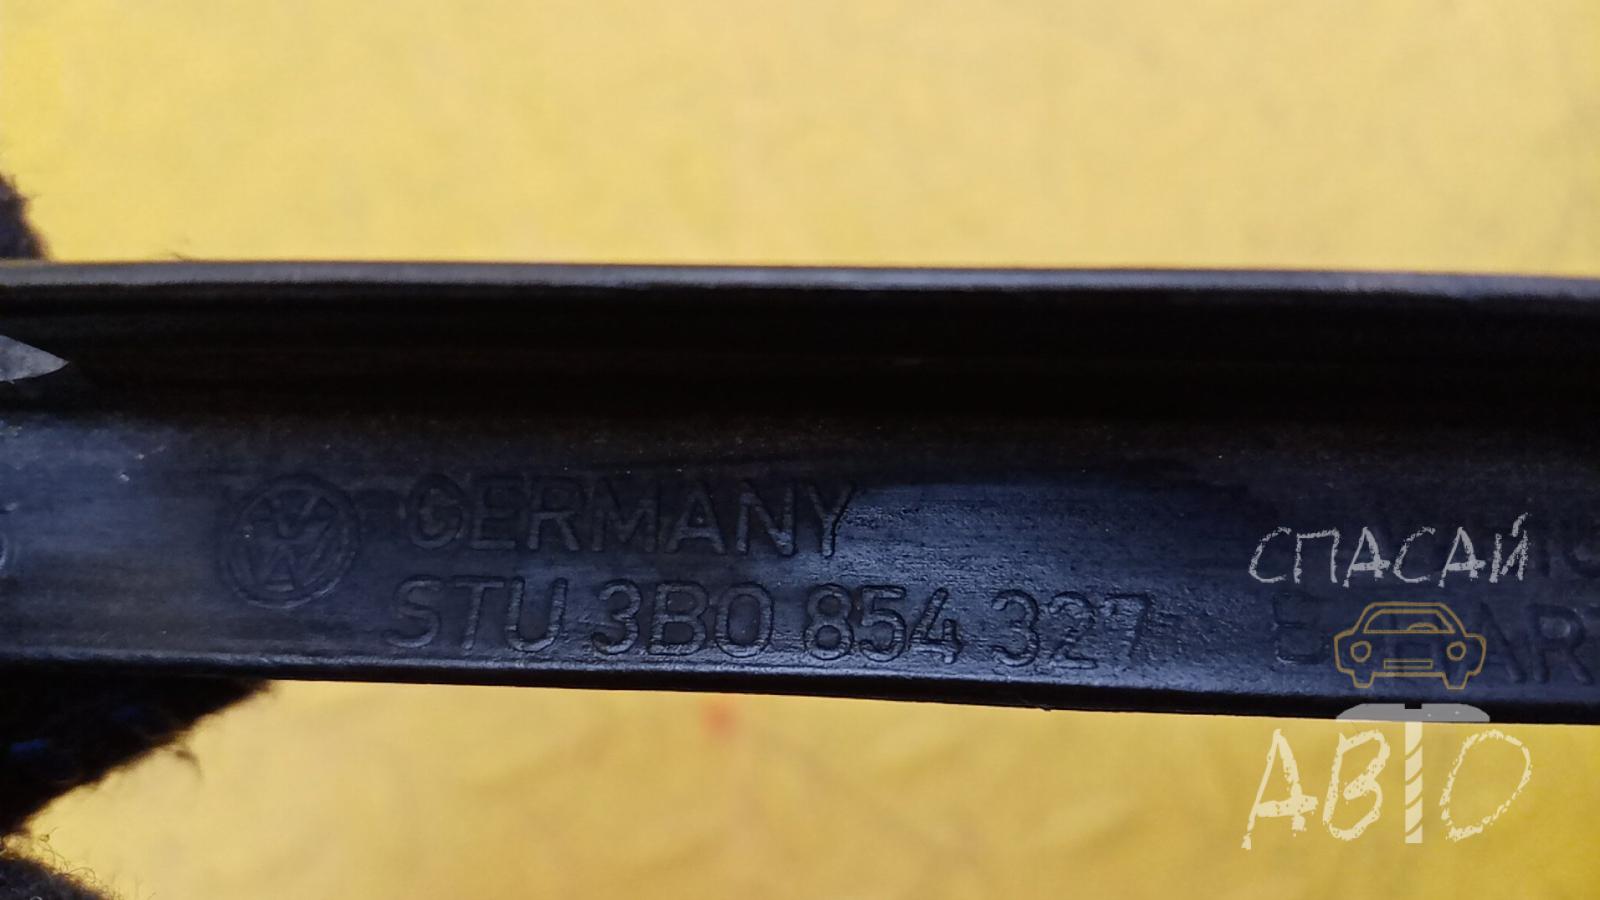 GERMANY
STU 3B0 854 327
СПАСАЙ
АВТО